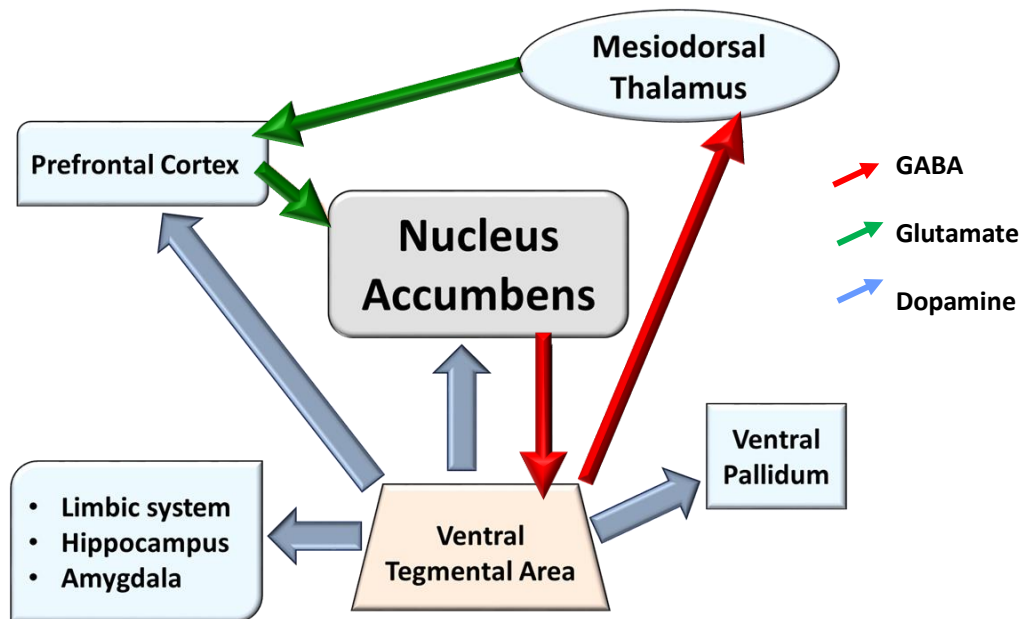 Mesiodorsal
Thalamus
Prefrontal Cortex
GABA
Nucleus
Accumbens
Glutamate
Dopamine
Ventral
Pallidum
• Limbic system
• Hippocampus
• Amygdala
Ventral
Tegmental Area